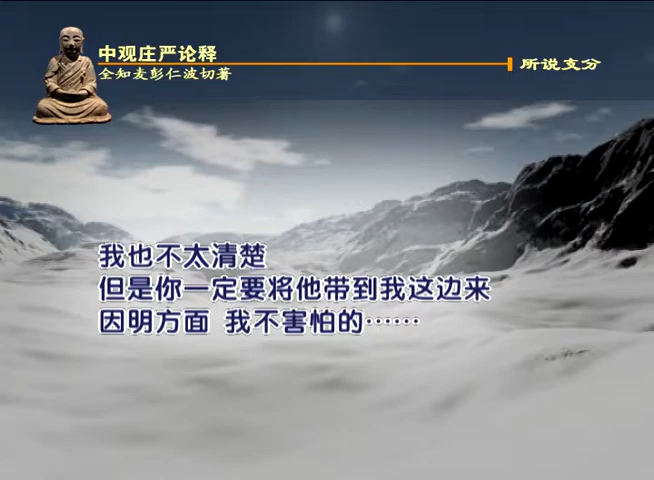 中观庄严论释
全知麦彭仁波切著
所说支分
我也不太清楚
但是你一定要将他带到我这边来
因明方面 我不害怕的……